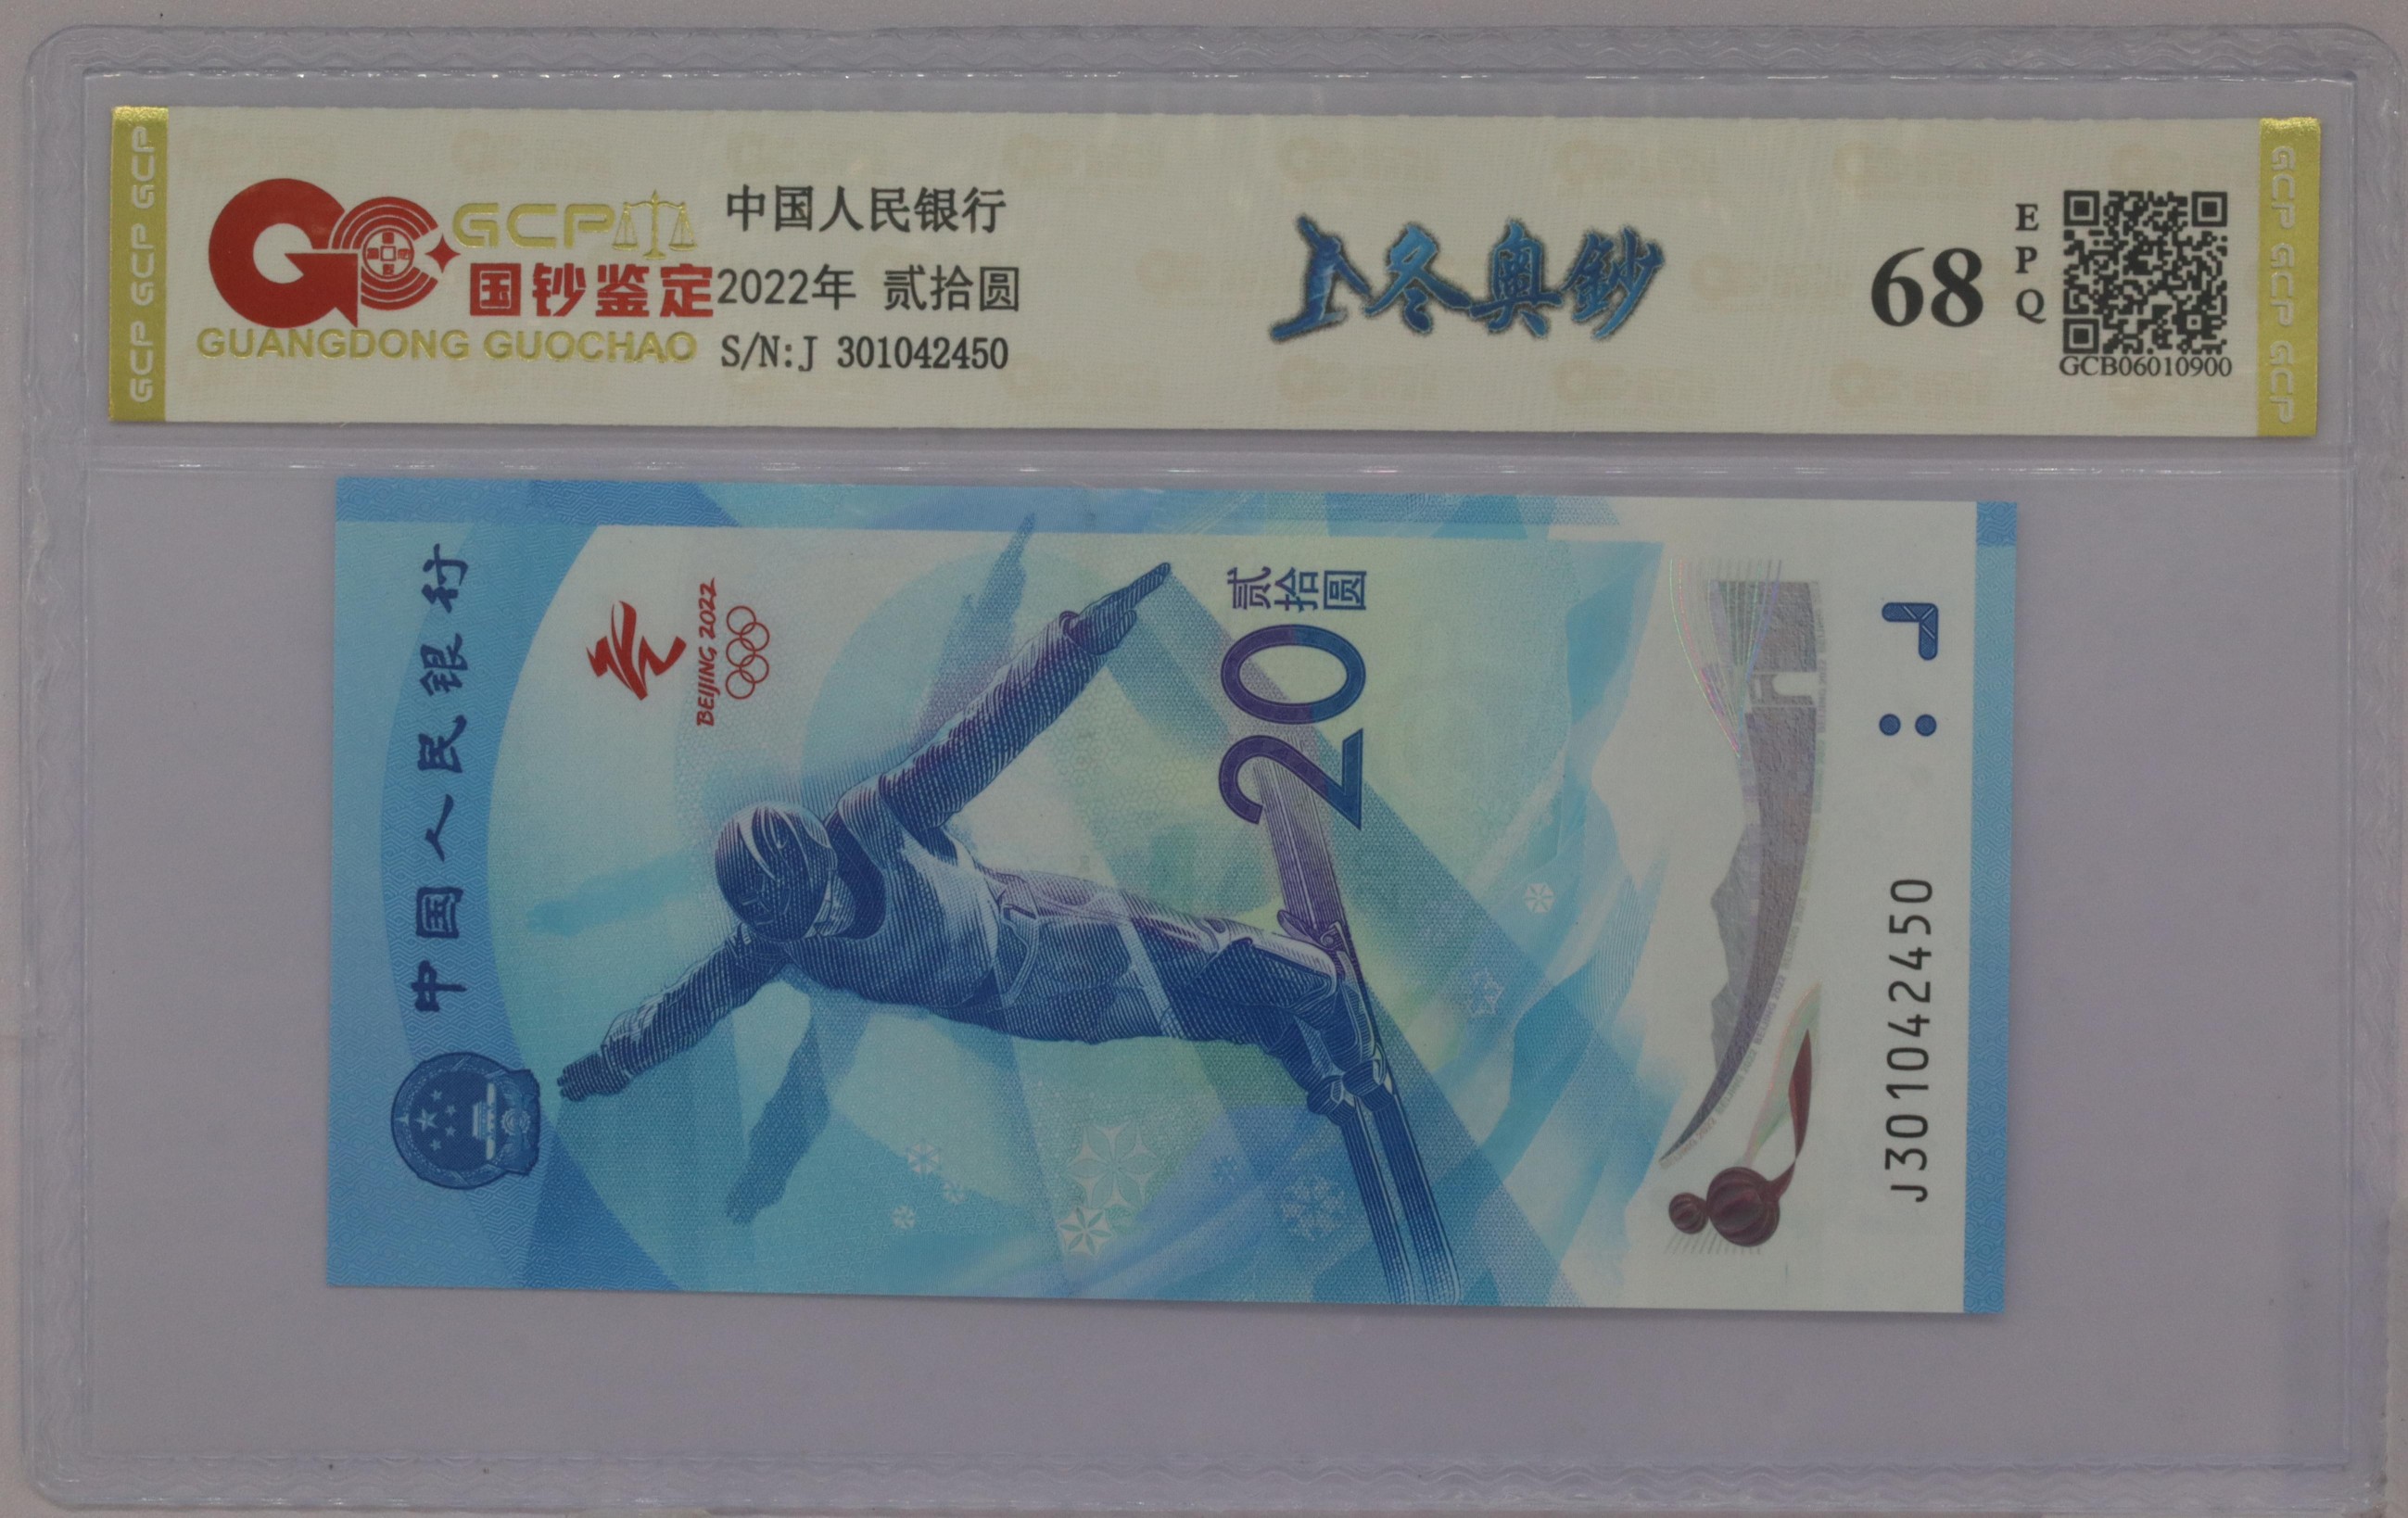 GCP GCP GCP
GCP
国钞鉴定
GUANGDONG GUOCHAO
中国人民银行
2022年 贰拾圆
S/N:J 301042450
冬奥鈔
68
EPQ
GCB06010900
GCP GCP GCP
中国人民银行
BEIJING 2022
贰拾圆
20
J301042450